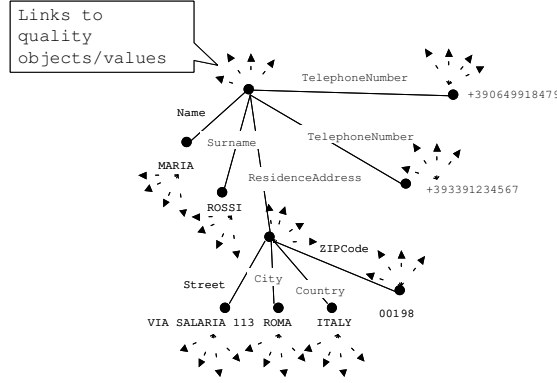 Links to
quality
objects/values
TelephoneNumber
+390649918479
Name
Surname
TelephoneNumber
MARIA
ResidenceAddress
+393391234567
ROSSI
ZIPCode
Street
City
Country
00198
VIA SALARIA 113 ROMA ITALY